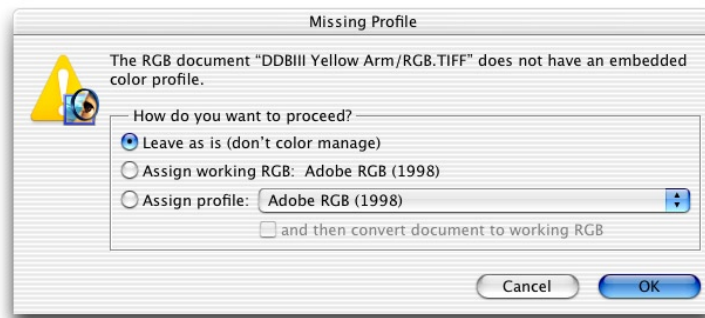 Missing Profile
The RGB document “DDBIII Yellow Arm/RGB.TIFF” does not have an embedded
color profile.
How do you want to proceed?
Leave as is (don’t color manage)
Assign working RGB: Adobe RGB (1998)
Assign profile: Adobe RGB (1998)
and then convert document to working RGB
Cancel OK